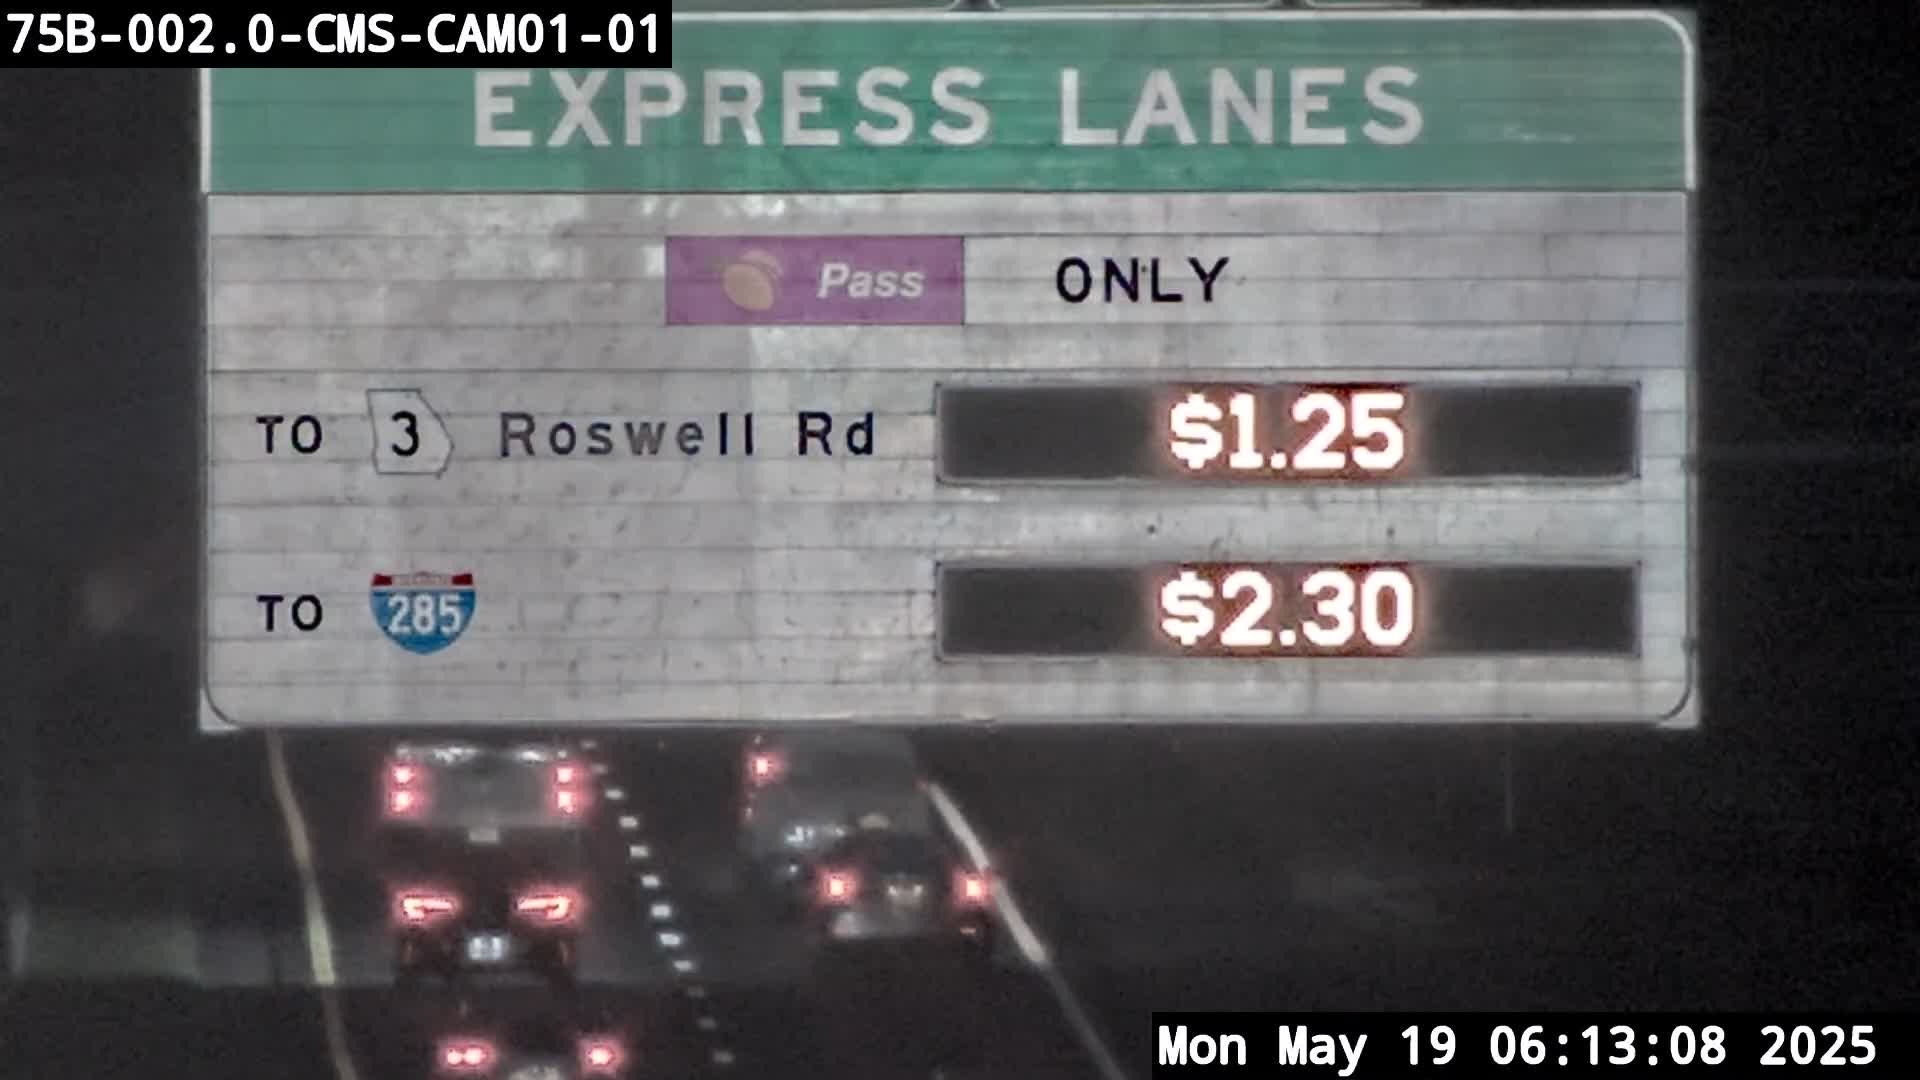 75B-002.0-CMS-CAM01-01
EXPRESS LANES
Pass ONLY
TO 3 Roswell Rd $1.25
TO 285 $2.30
Mon May 19 06:13:08 2025